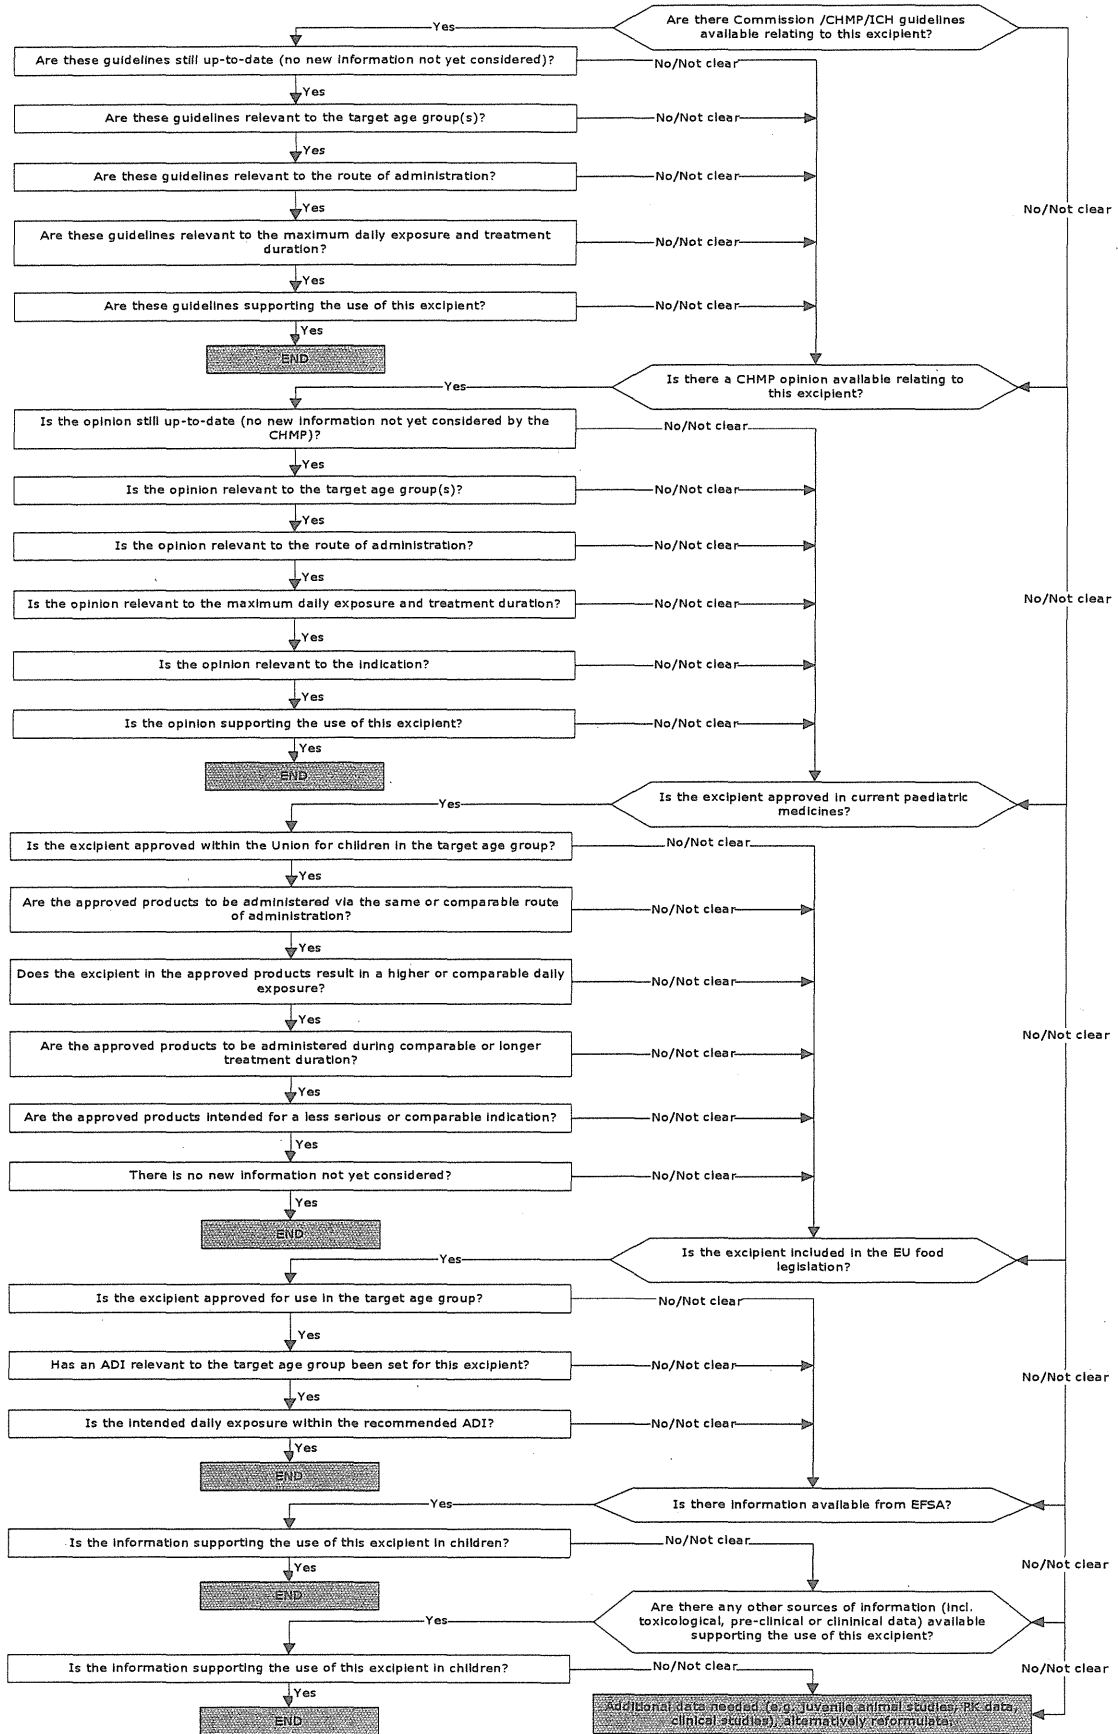 Are there Commission /CHMP/ICH guidelines
available relating to this excipient?
Yes
No/Not clear
Are these guidelines still up-to-date (no new information not yet considered)?
No/Not clear
Yes
Are these guidelines relevant to the target age group(s)?
No/Not clear
Yes
Are these guidelines relevant to the route of administration?
No/Not clear
Yes
Are these guidelines relevant to the maximum daily exposure and treatment
duration?
No/Not clear
Yes
Are these guidelines supporting the use of this excipient?
No/Not clear
Yes
END
Is there a CHMP opinion available relating to
this excipient?
Yes
No/Not clear
Is the opinion still up-to-date (no new information not yet considered by the
CHMP)?
No/Not clear
Yes
Is the opinion relevant to the target age group(s)?
No/Not clear
Yes
Is the opinion relevant to the route of administration?
No/Not clear
Yes
Is the opinion relevant to the maximum daily exposure and treatment duration?
No/Not clear
Yes
Is the opinion relevant to the indication?
No/Not clear
Yes
Is the opinion supporting the use of this excipient?
No/Not clear
Yes
END
Is the excipient approved in current paediatric
medicines?
Yes
No/Not clear
Is the excipient approved within the Union for children in the target age group?
No/Not clear
Yes
Are the approved products to be administered via the same or comparable route
of administration?
No/Not clear
Yes
Does the excipient in the approved products result in a higher or comparable daily
exposure?
No/Not clear
Yes
Are the approved products to be administered during comparable or longer
treatment duration?
No/Not clear
Yes
Are the approved products intended for a less serious or comparable indication?
No/Not clear
Yes
There is no new information not yet considered?
No/Not clear
Yes
END
Is the excipient included in the EU food
legislation?
Yes
No/Not clear
Is the excipient approved for use in the target age group?
No/Not clear
Yes
Has an ADI relevant to the target age group been set for this excipient?
No/Not clear
Yes
Is the intended daily exposure within the recommended ADI?
No/Not clear
Yes
END
Is there information available from EFSA?
Yes
No/Not clear
Is the information supporting the use of this excipient in children?
No/Not clear
Yes
END
Are there any other sources of information (incl.
toxicological, pre-clinical or clininical data) available
supporting the use of this excipient?
Yes
No/Not clear
Is the information supporting the use of this excipient in children?
No/Not clear
Yes
END
Additional data needed (e.g. juvenile animal studies, PK data,
clinical studies), alternatively reformulate.